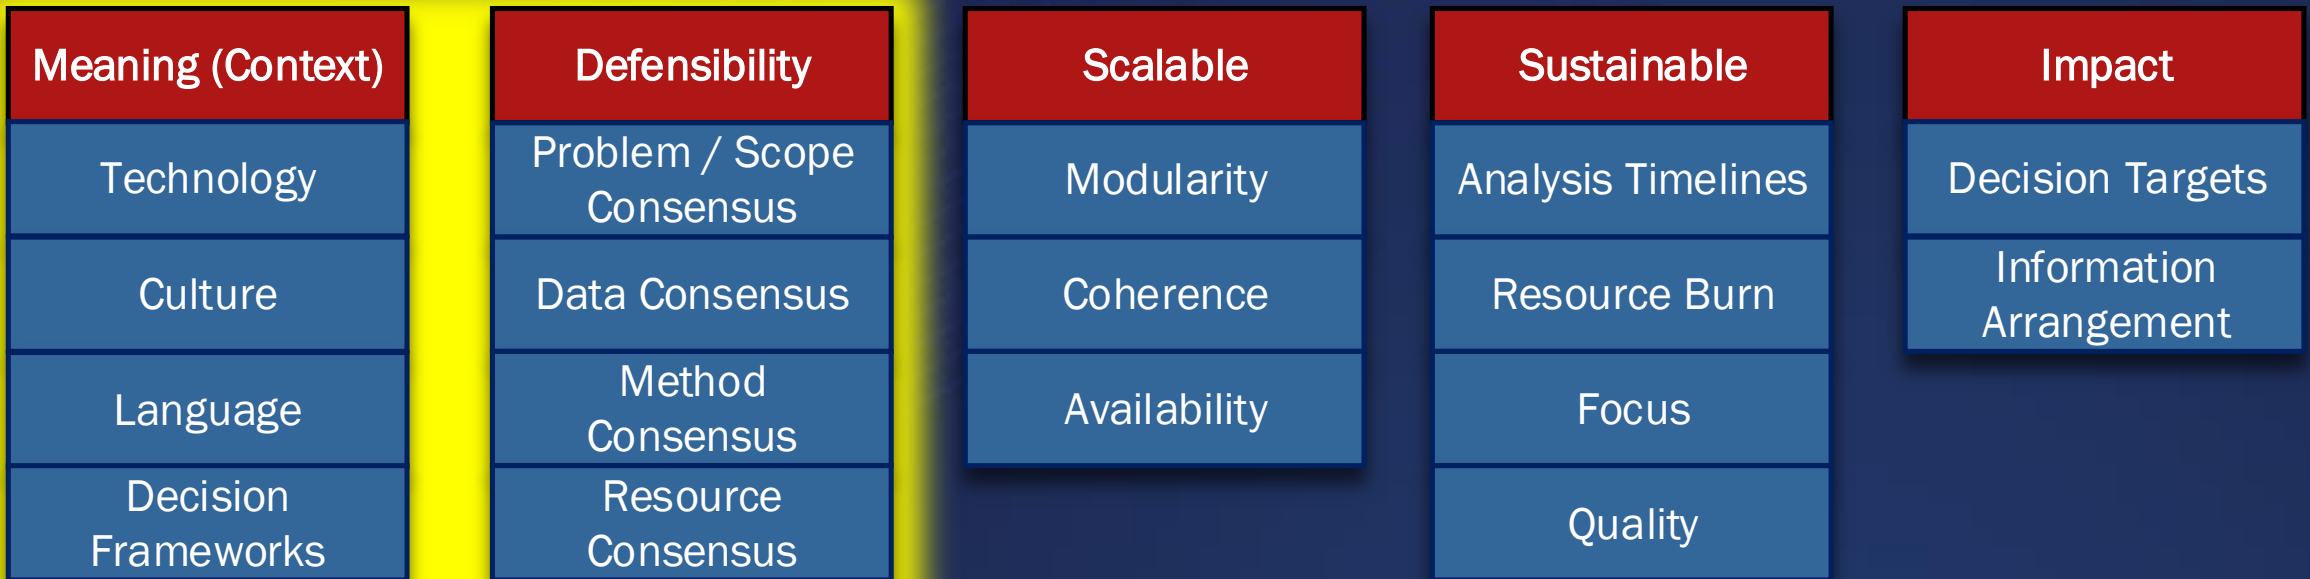 Meaning (Context)
Technology
Culture
Language
Decision
Frameworks
Defensibility
Problem / Scope
Consensus
Data Consensus
Method
Consensus
Resource
Consensus
Scalable
Modularity
Coherence
Availability
Sustainable
Analysis Timelines
Resource Burn
Focus
Quality
Impact
Decision Targets
Information
Arrangement